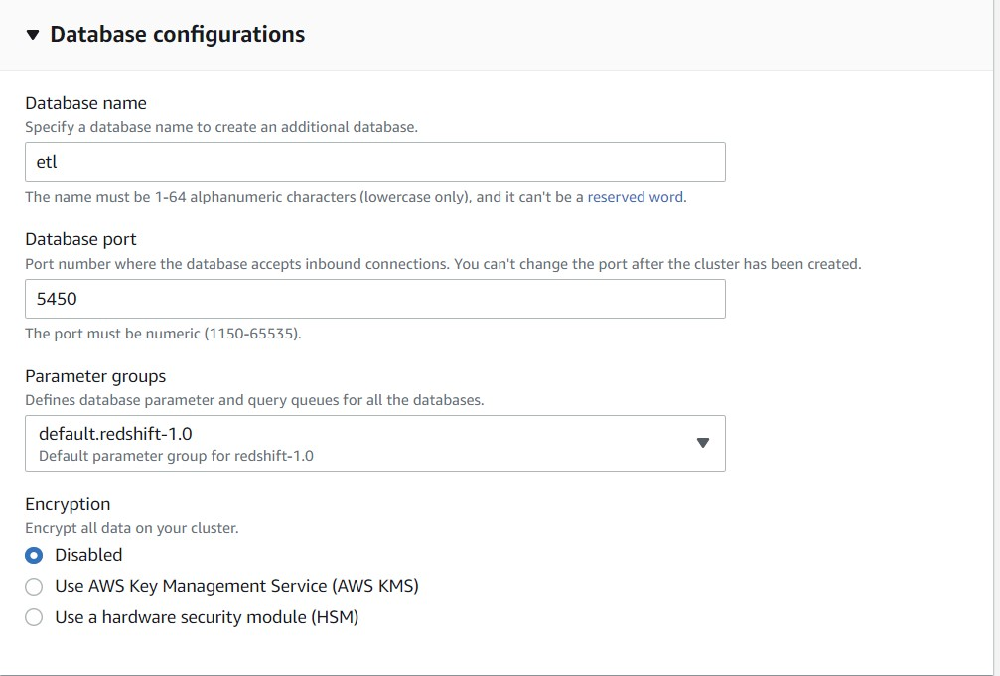 Database configurations
Database name
Specify a database name to create an additional database.
etl
The name must be 1-64 alphanumeric characters (lowercase only), and it can't be a reserved word.
Database port
Port number where the database accepts inbound connections. You can't change the port after the cluster has been created.
5450
The port must be numeric (1150-65535).
Parameter groups
Defines database parameter and query queues for all the databases.
default.redshift-1.0
Default parameter group for redshift-1.0
Encryption
Encrypt all data on your cluster.
Disabled
Use AWS Key Management Service (AWS KMS)
Use a hardware security module (HSM)